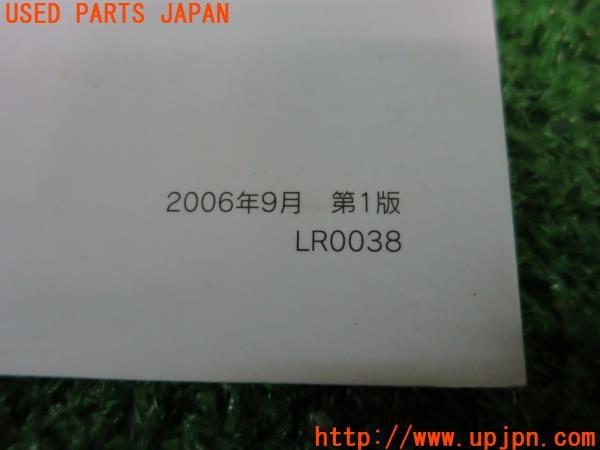 USED PARTS JAPAN
2006年9月 第1版
LR0038
http://www.upjpn.com